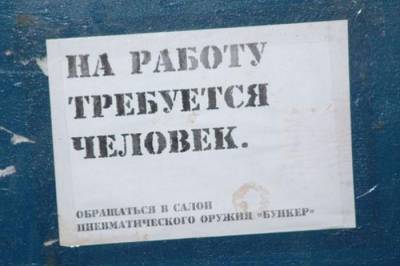 НА РАБОТУ
ТРЕБУЕТСЯ
ЧЕЛОВЕК.
ОБРАЩАТЬСЯ В САЛОН
ПНЕВМАТИЧЕСКОГО ОРУЖИЯ «БУНКЕР»